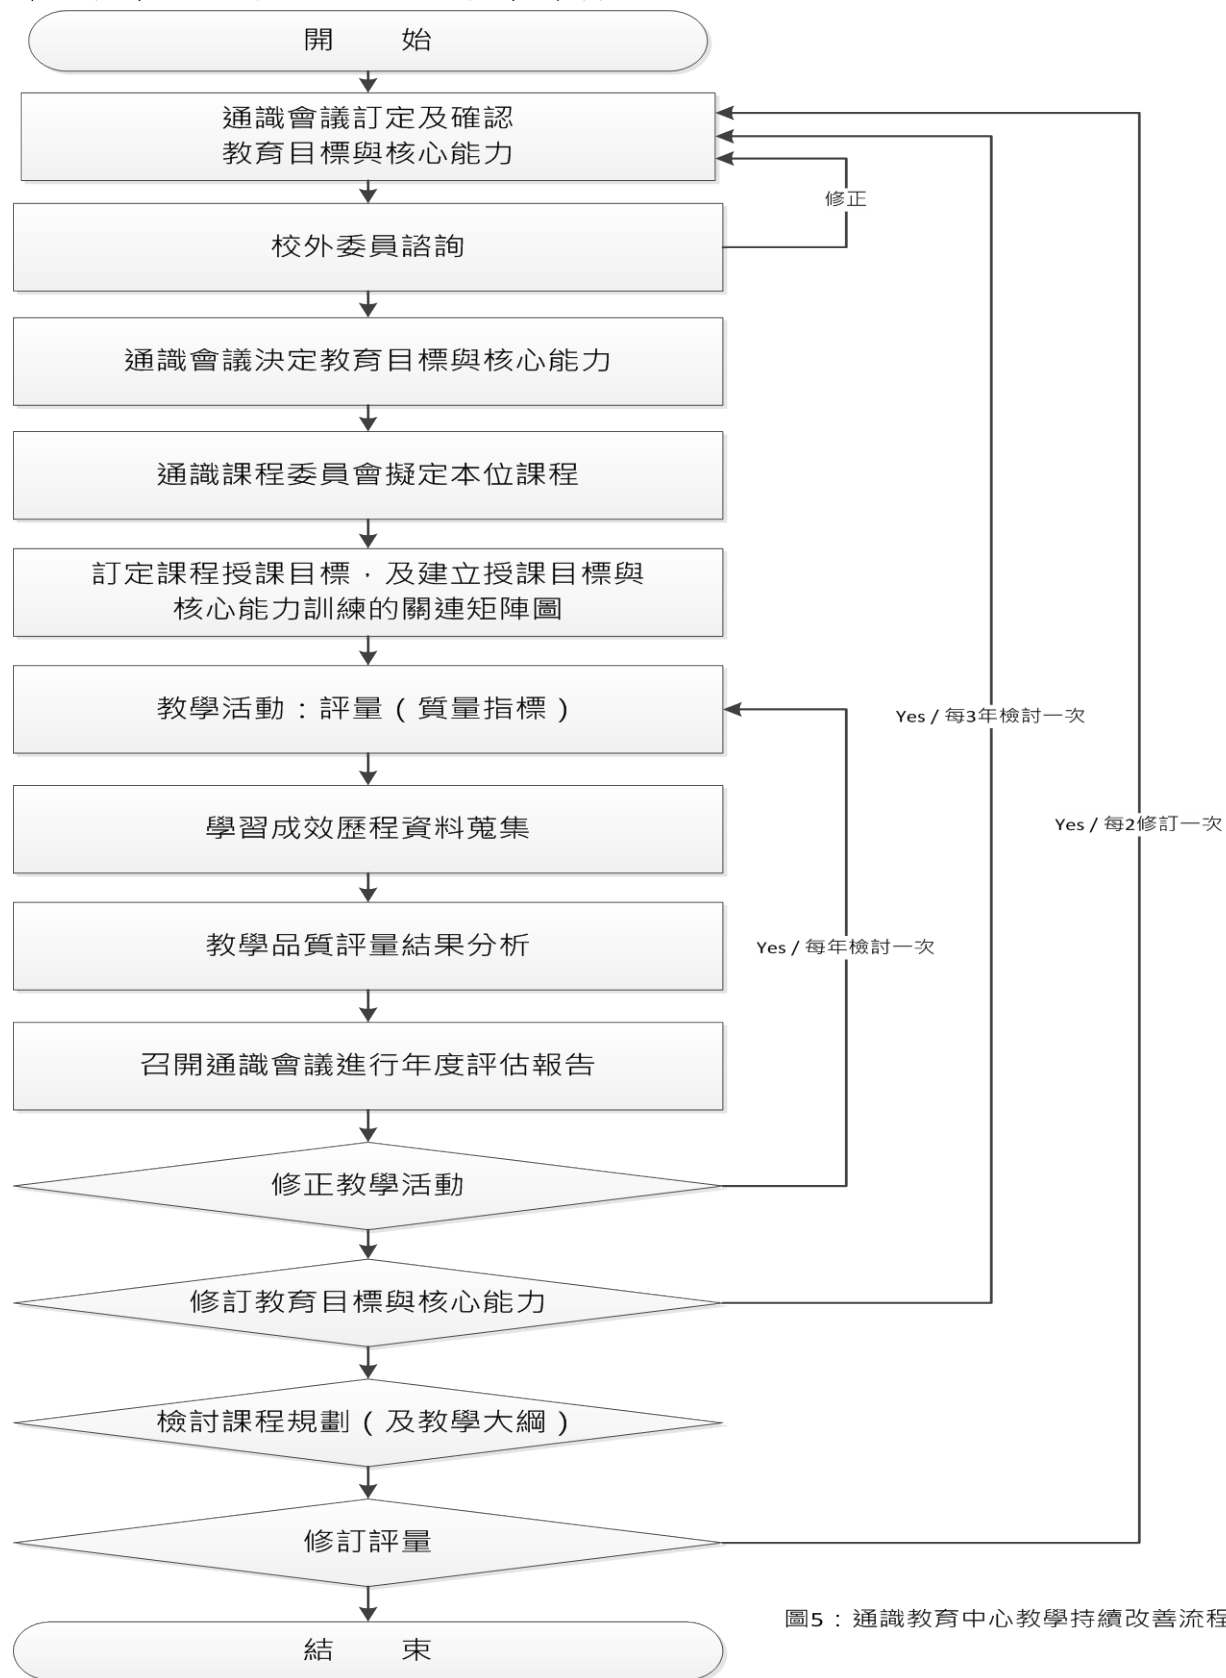 開 始
通識會議訂定及確認
教育目標與核心能力
修正
校外委員諮詢
通識會議決定教育目標與核心能力
通識課程委員會擬定本位課程
訂定課程授課目標，及建立授課目標與
核心能力訓練的關連矩陣圖
教學活動：評量（質量指標）
Yes / 每3年檢討一次
學習成效歷程資料蒐集
Yes / 每2修訂一次
教學品質評量結果分析
Yes / 每年檢討一次
召開通識會議進行年度評估報告
修正教學活動
修訂教育目標與核心能力
檢討課程規劃（及教學大綱）
修訂評量
圖5：通識教育中心教學持續改善流程
結 束